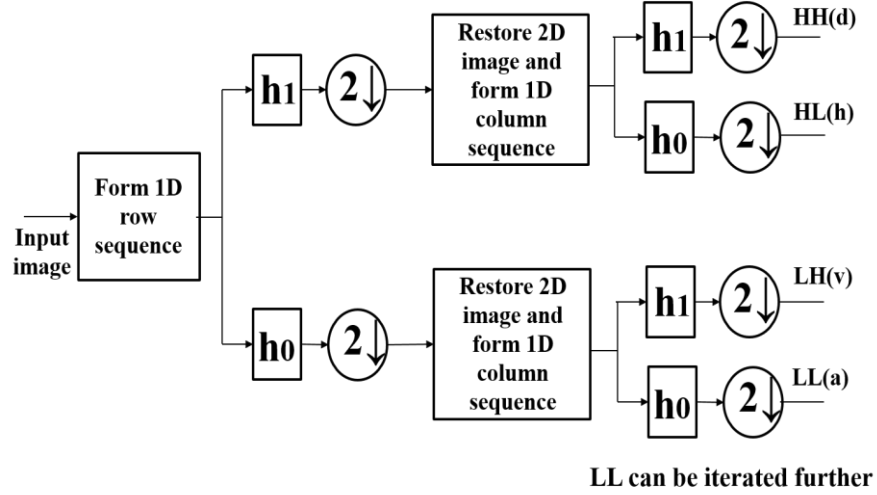 Input
image
Form 1D
row
sequence
h1
2
Restore 2D
image and
form 1D
column
sequence
h1
2
HH(d)
h0
2
HL(h)
h0
2
Restore 2D
image and
form 1D
column
sequence
h1
2
LH(v)
h0
2
LL(a)
LL can be iterated further